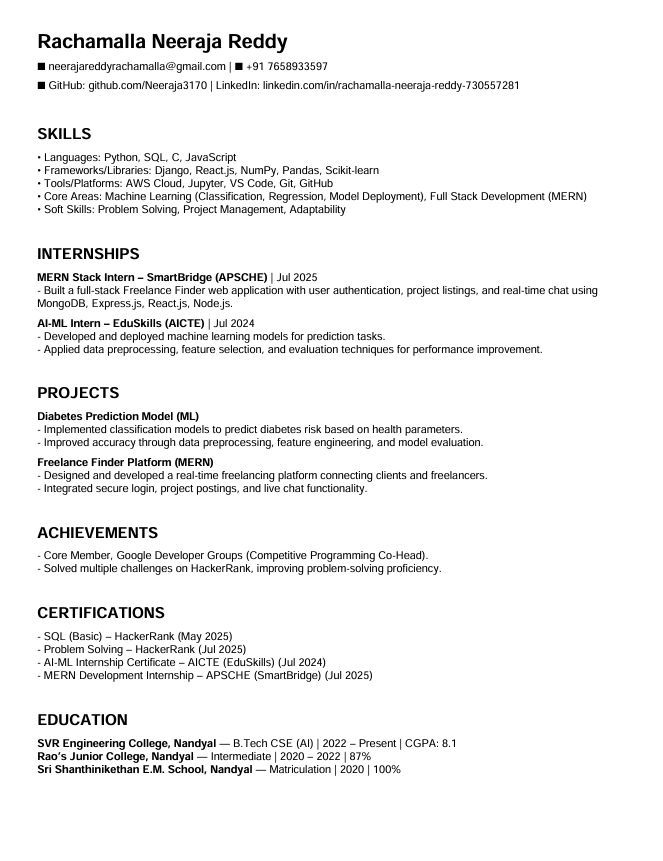 Rachamalla Neeraja Reddy
■ neerajareddyrachamalla@gmail.com | ■ +91 7658933597
■ GitHub: github.com/Neeraja3170 | LinkedIn: linkedin.com/in/rachamalla-neeraja-reddy-730557281
SKILLS
• Languages: Python, SQL, C, JavaScript
• Frameworks/Libraries: Django, React.js, NumPy, Pandas, Scikit-learn
• Tools/Platforms: AWS Cloud, Jupyter, VS Code, Git, GitHub
• Core Areas: Machine Learning (Classification, Regression, Model Deployment), Full Stack Development (MERN)
• Soft Skills: Problem Solving, Project Management, Adaptability
INTERNSHIPS
MERN Stack Intern – SmartBridge (APSCHE) | Jul 2025
- Built a full-stack Freelance Finder web application with user authentication, project listings, and real-time chat using
MongoDB, Express.js, React.js, Node.js.
AI-ML Intern – EduSkills (AICTE) | Jul 2024
- Developed and deployed machine learning models for prediction tasks.
- Applied data preprocessing, feature selection, and evaluation techniques for performance improvement.
PROJECTS
Diabetes Prediction Model (ML)
- Implemented classification models to predict diabetes risk based on health parameters.
- Improved accuracy through data preprocessing, feature engineering, and model evaluation.
Freelance Finder Platform (MERN)
- Designed and developed a real-time freelancing platform connecting clients and freelancers.
- Integrated secure login, project postings, and live chat functionality.
ACHIEVEMENTS
- Core Member, Google Developer Groups (Competitive Programming Co-Head).
- Solved multiple challenges on HackerRank, improving problem-solving proficiency.
CERTIFICATIONS
- SQL (Basic) – HackerRank (May 2025)
- Problem Solving – HackerRank (Jul 2025)
- AI-ML Internship Certificate – AICTE (EduSkills) (Jul 2024)
- MERN Development Internship – APSCHE (SmartBridge) (Jul 2025)
EDUCATION
SVR Engineering College, Nandyal — B.Tech CSE (AI) | 2022 – Present | CGPA: 8.1
Rao’s Junior College, Nandyal — Intermediate | 2020 – 2022 | 87%
Sri Shanthinikethan E.M. School, Nandyal — Matriculation | 2020 | 100%